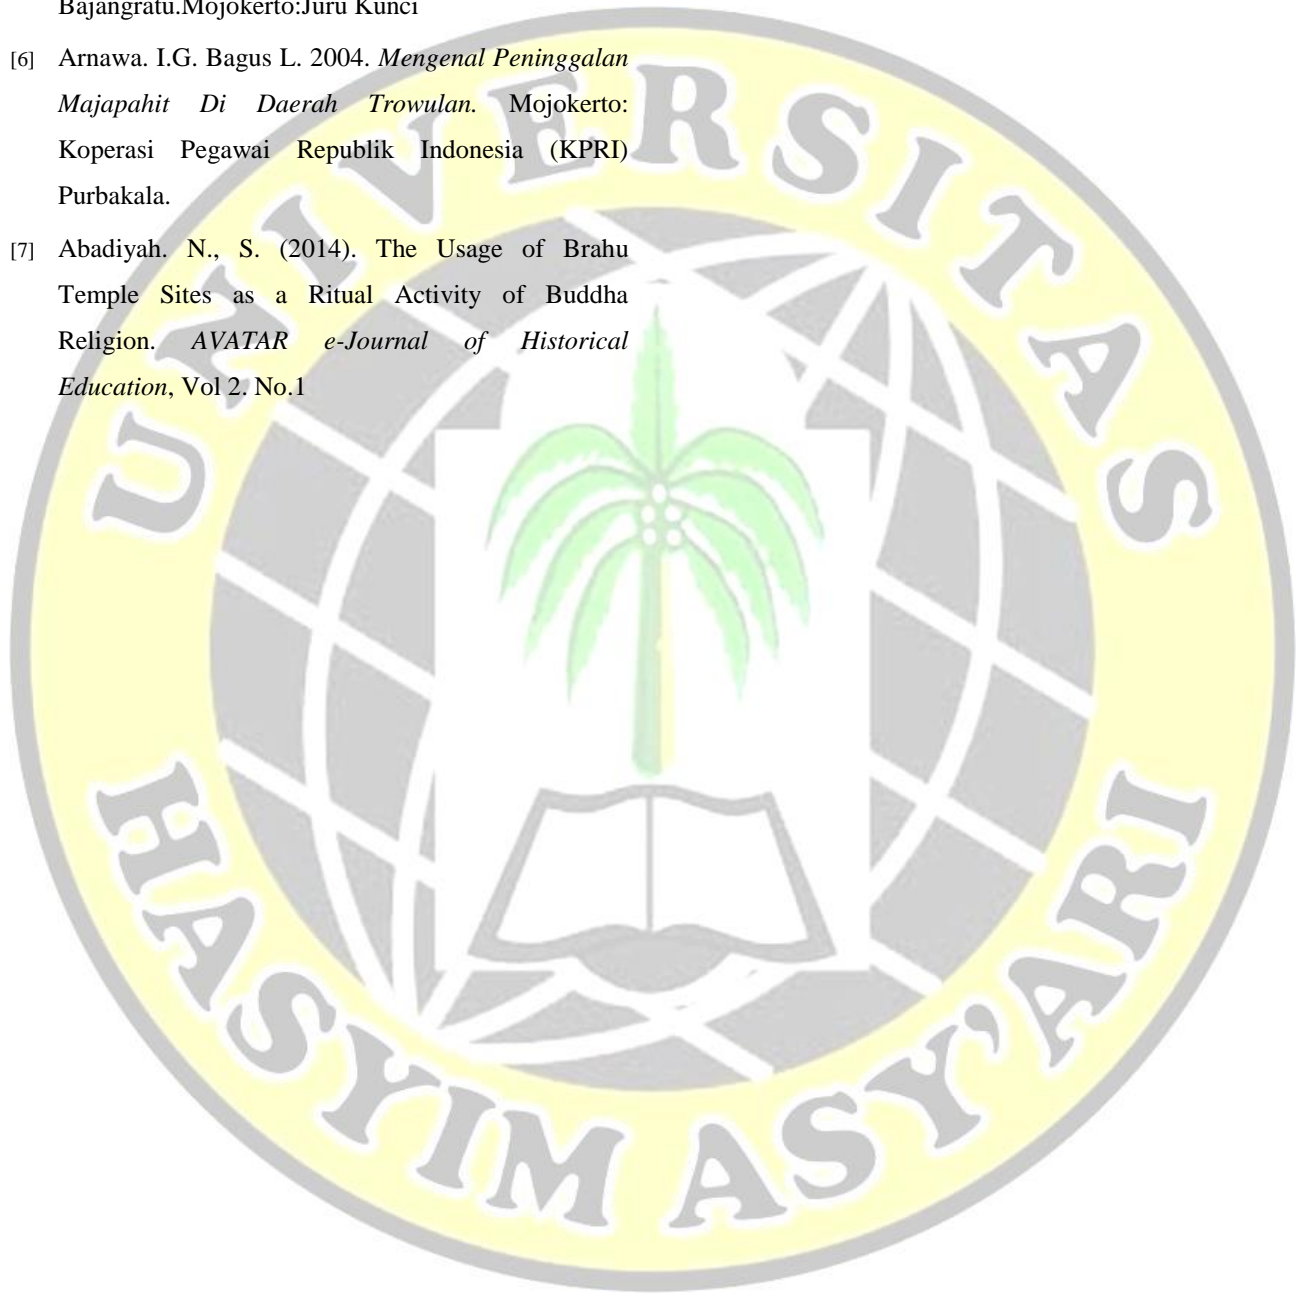 Bajangratu.Mojokerto:Juru Kunci
[6] Arnawa. I.G. Bagus L. 2004. Mengenal Peninggalan
Majapahit Di Daerah Trowulan. Mojokerto:
Koperasi Pegawai Republik Indonesia (KPRI)
Purbakala.
[7] Abadiyah. N., S. (2014). The Usage of Brahu
Temple Sites as a Ritual Activity of Buddha
Religion. AVATAR e-Journal of Historical
Education, Vol 2. No.1
UNIVERSITAS
HASYIM ASY'ARI